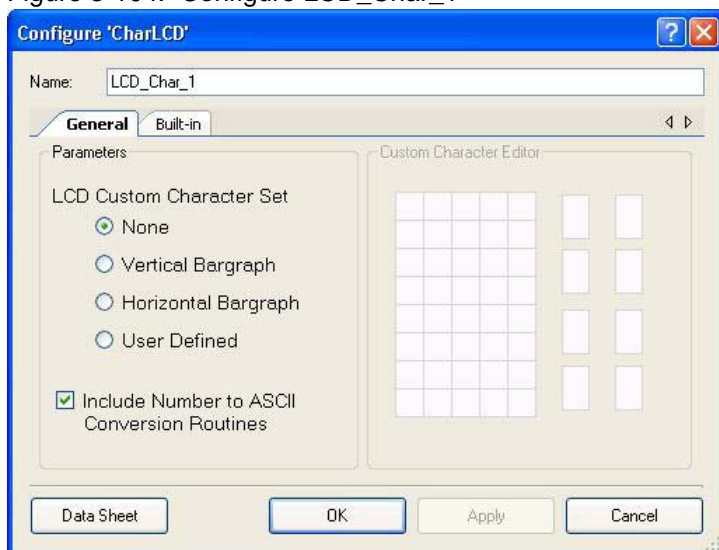 Configure 'CharLCD'
Name: LCD_Char_1
General Built-in
Parameters
Custom Character Editor
LCD Custom Character Set
None
Vertical Bargraph
Horizontal Bargraph
User Defined
Include Number to ASCII
Conversion Routines
Data Sheet OK Apply Cancel